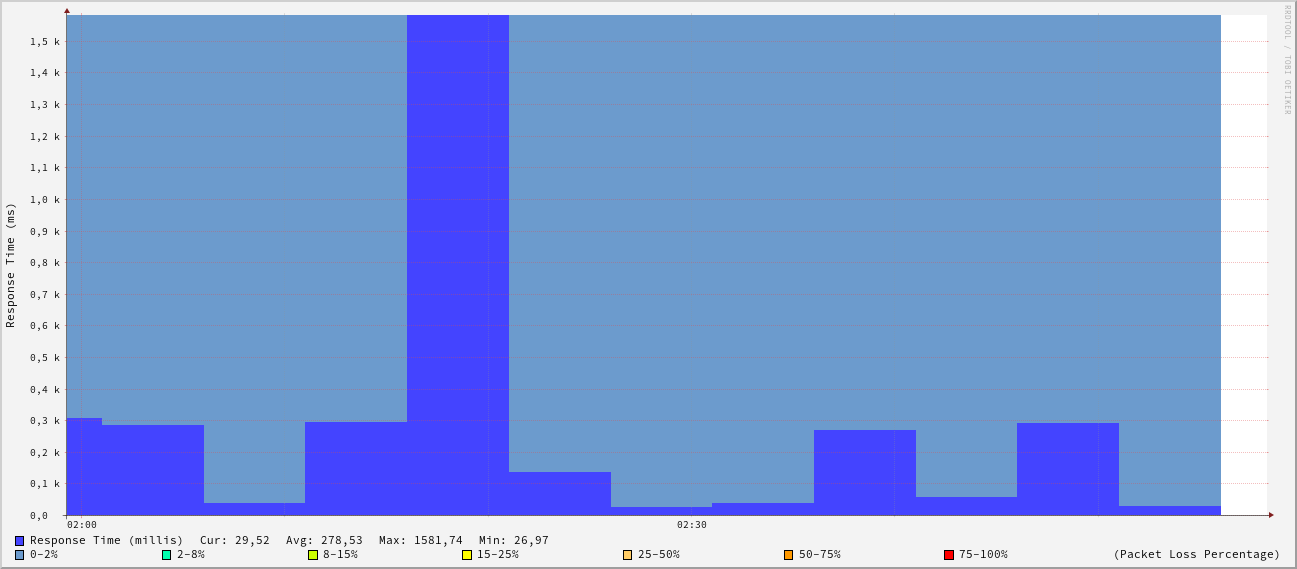 RRDTOOL / TOBI OETIKER
Response Time (ms)
1,5 k
1,4 k
1,3 k
1,2 k
1,1 k
1,0 k
0,9 k
0,8 k
0,7 k
0,6 k
0,5 k
0,4 k
0,3 k
0,2 k
0,1 k
0,0
02:00 02:30
Response Time (millis) Cur: 29,52 Avg: 278,53 Max: 1581,74 Min: 26,97
0-2% 2-8% 8-15% 15-25% 25-50% 50-75% 75-100% (Packet Loss Percentage)